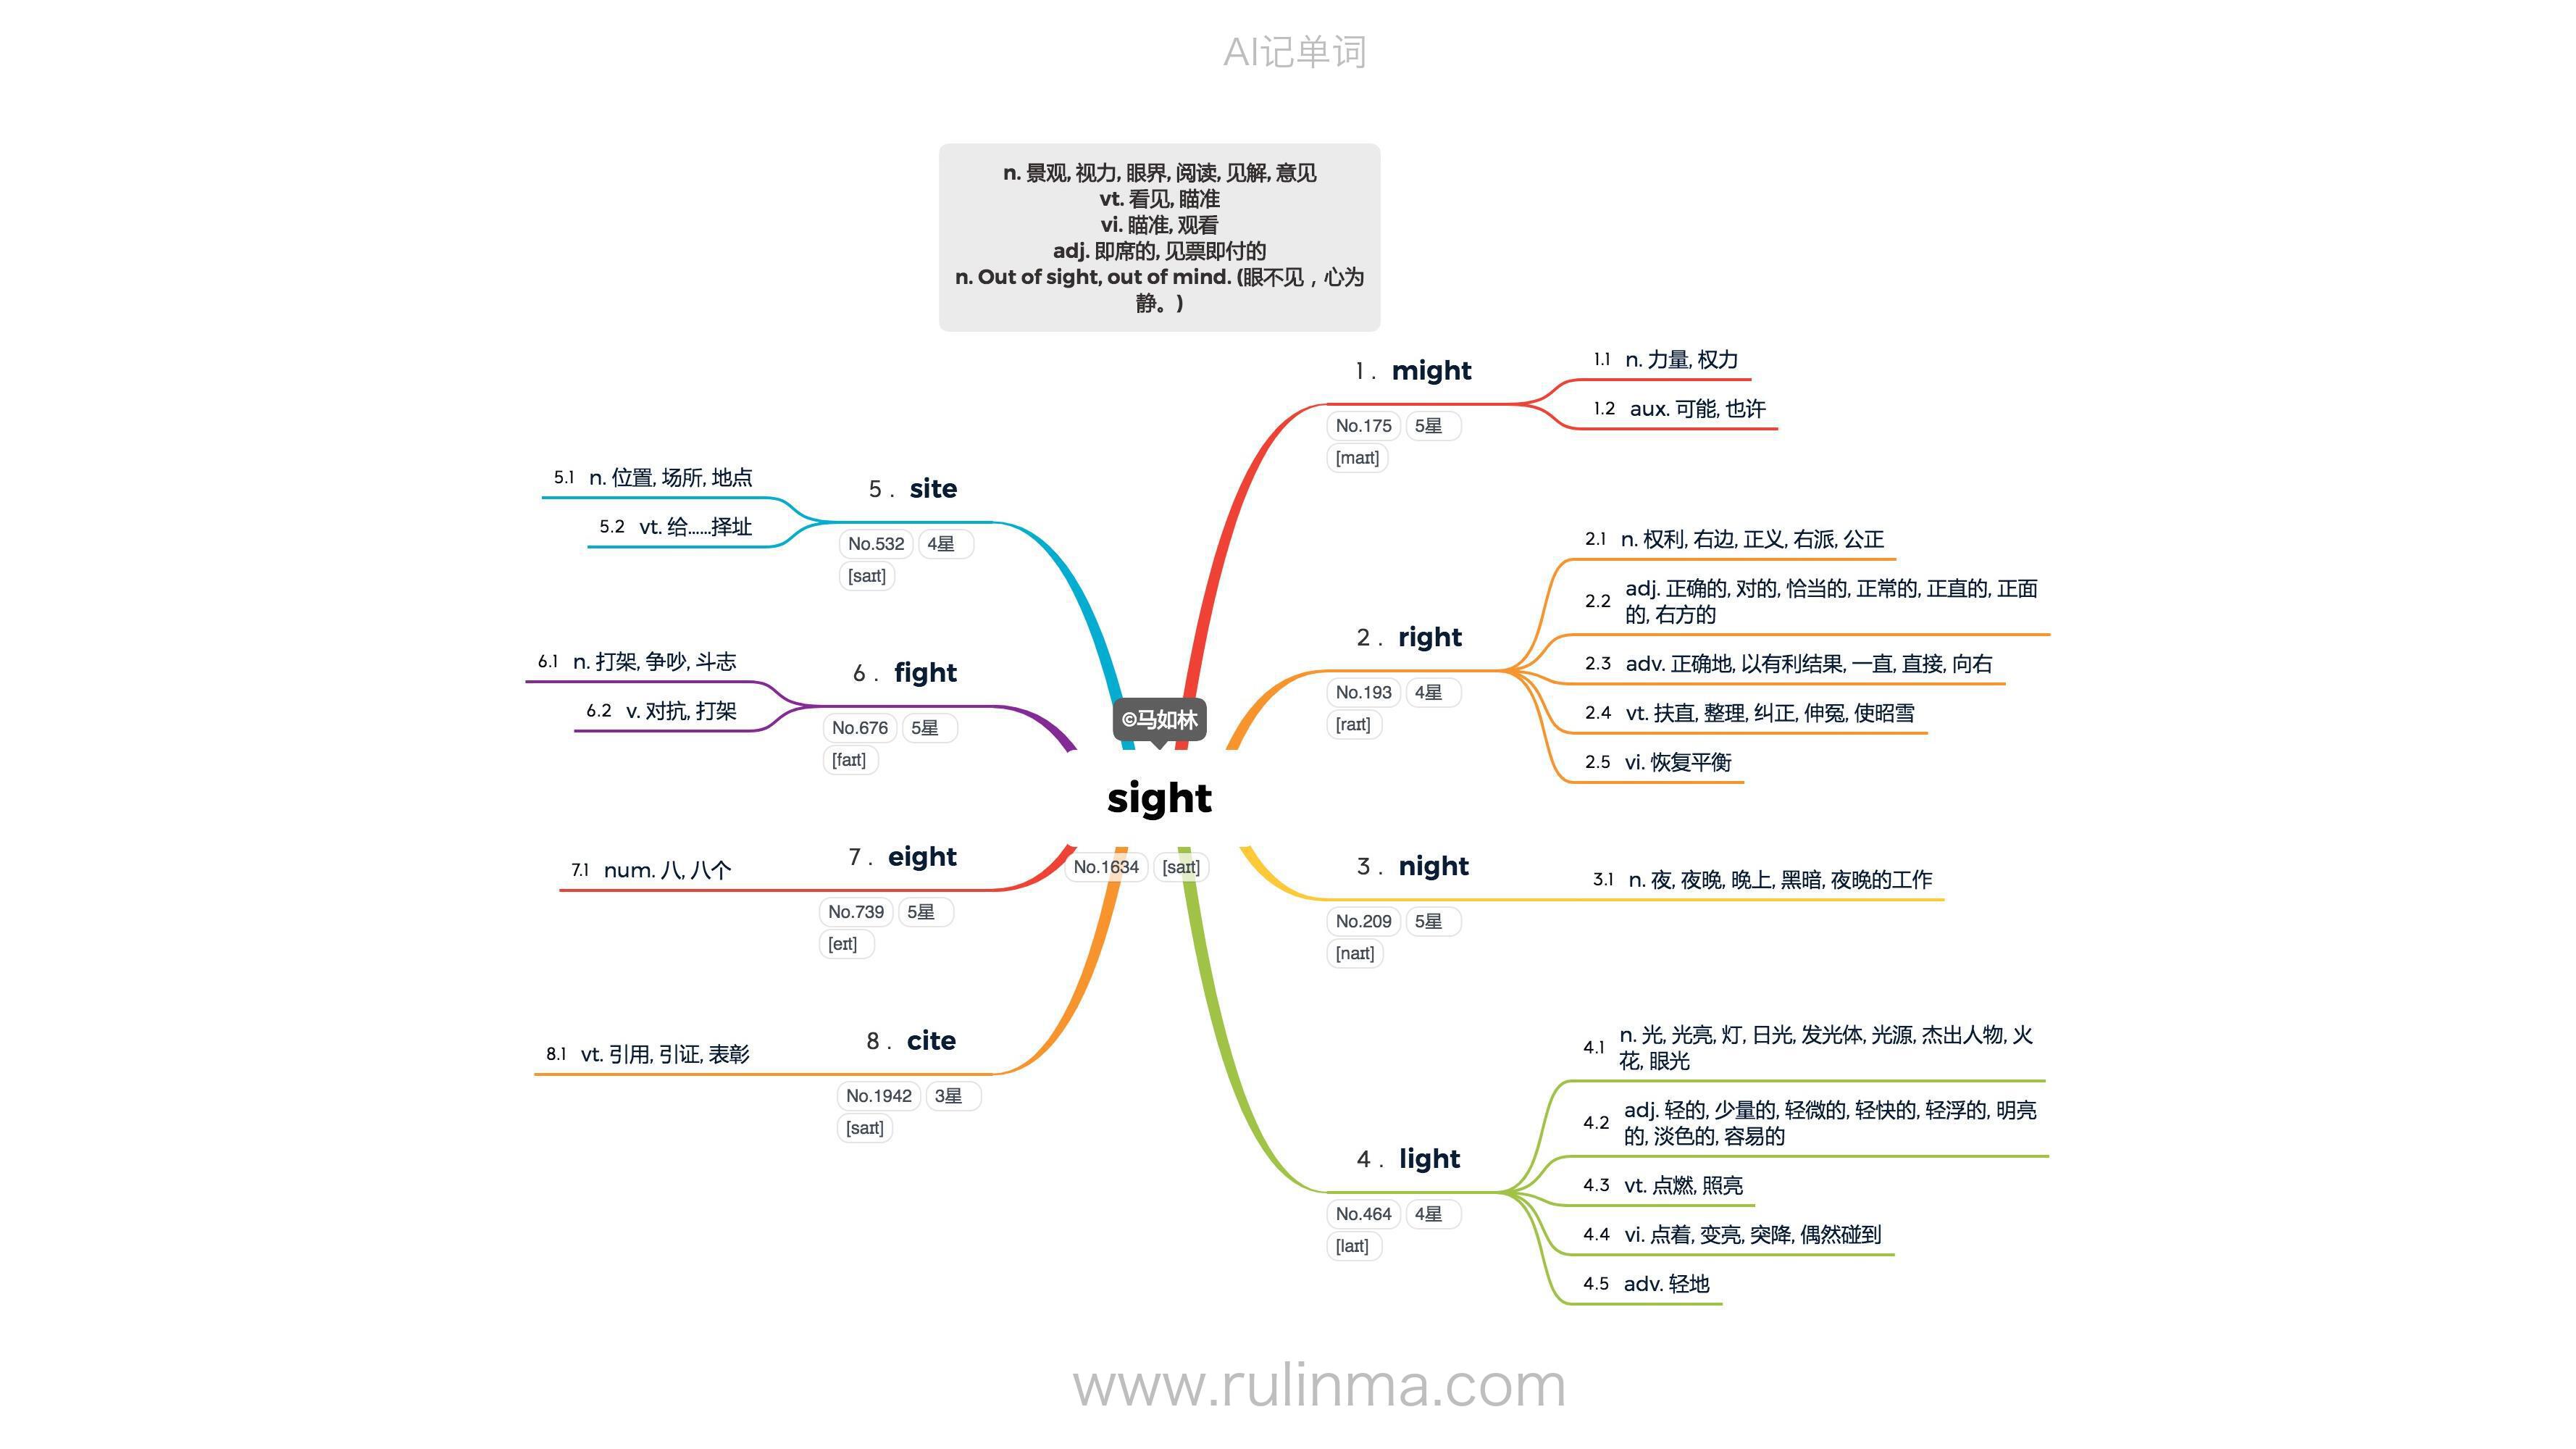 AI记单词
n. 景观, 视力, 眼界, 阅读, 见解, 意见
vt. 看见, 瞄准
vi. 瞄准, 观看
adj. 即席的, 见票即付的
n. Out of sight, out of mind. (眼不见，心为
静。)
1 . might
No.175 5星
[maɪt]
1.1 n. 力量, 权力
1.2 aux. 可能, 也许
2 . right
No.193 4星
[raɪt]
2.1 n. 权利, 右边, 正义, 右派, 公正
2.2 adj. 正确的, 对的, 恰当的, 正常的, 正直的, 正面
的, 右方的
2.3 adv. 正确地, 以有利结果, 一直, 直接, 向右
2.4 vt. 扶直, 整理, 纠正, 伸冤, 使昭雪
2.5 vi. 恢复平衡
3 . night
No.209 5星
[naɪt]
3.1 n. 夜, 夜晚, 晚上, 黑暗, 夜晚的工作
4 . light
No.464 4星
[laɪt]
4.1 n. 光, 光亮, 灯, 日光, 发光体, 光源, 杰出人物, 火
花, 眼光
4.2 adj. 轻的, 少量的, 轻微的, 轻快的, 轻浮的, 明亮
的, 淡色的, 容易的
4.3 vt. 点燃, 照亮
4.4 vi. 点着, 变亮, 突降, 偶然碰到
4.5 adv. 轻地
5 . site
No.532 4星
[saɪt]
5.1 n. 位置, 场所, 地点
5.2 vt. 给……择址
6 . fight
No.676 5星
[faɪt]
6.1 n. 打架, 争吵, 斗志
6.2 v. 对抗, 打架
7 . eight
No.739 5星
[eɪt]
7.1 num. 八, 八个
8 . cite
No.1942 3星
[saɪt]
8.1 vt. 引用, 引证, 表彰
©马如林
sight
No.1634 [saɪt]
www.rulinma.com